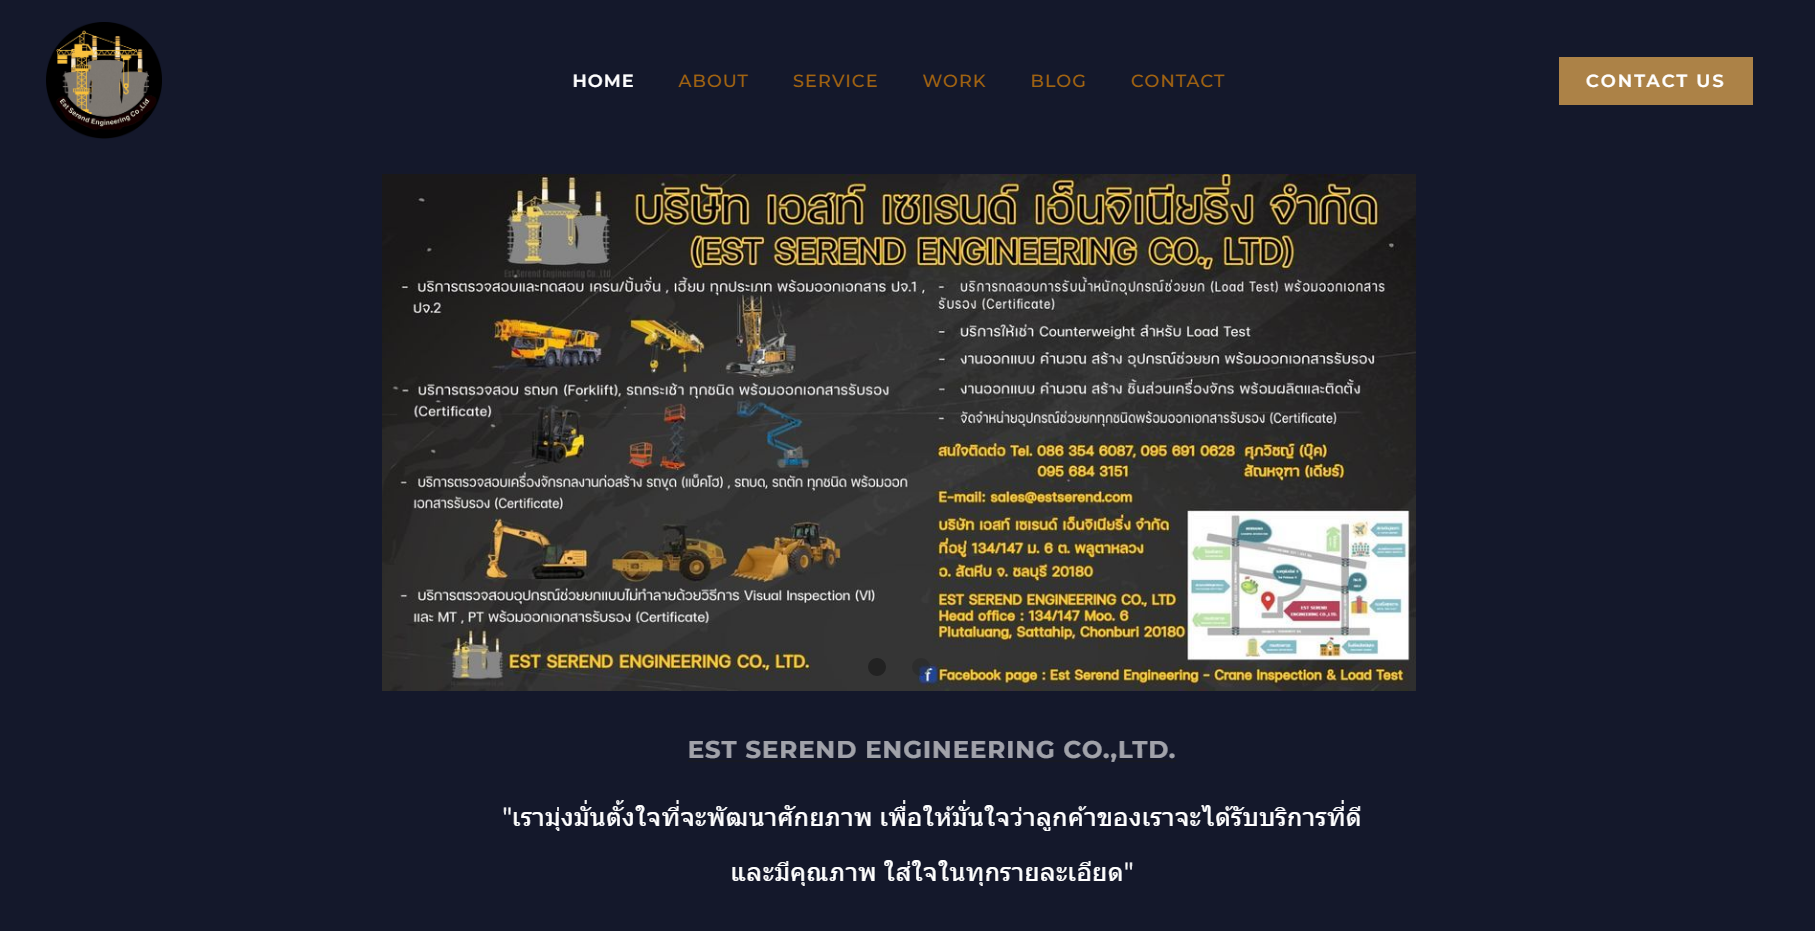 Est Serend Engineering Co.,Ltd
HOME
ABOUT
SERVICE
WORK
BLOG
CONTACT
CONTACT US
บริษัท เอสท์ เซเรนด์ เอ็นจิเนียริ่ง จำกัด
(EST SEREND ENGINEERING CO., LTD)
Est Serend Engineering Co.,Ltd
- บริการตรวจสอบและทดสอบ เครน/ปั้นจั่น , เฮี๊ยบ ทุกประเภท พร้อมออกเอกสาร ปจ.1 ,
ปจ.2
- บริการตรวจสอบ รถยก (Forklift), รถกระเช้า ทุกชนิด พร้อมออกเอกสารรับรอง
(Certificate)
- บริการตรวจสอบเครื่องจักรกลงานก่อสร้าง รถขุด (แบ็คโฮ) , รถบด, รถตัก ทุกชนิด พร้อมออก
เอกสารรับรอง (Certificate)
- บริการตรวจสอบอุปกรณ์ช่วยยกแบบไม่ทำลายด้วยวิธีการ Visual Inspection (VI)
และ MT , PT พร้อมออกเอกสารรับรอง (Certificate)
EST SEREND ENGINEERING CO., LTD.
- บริการทดสอบการรับน้ำหนักอุปกรณ์ช่วยยก (Load Test) พร้อมออกเอกสาร
รับรอง (Certificate)
- บริการให้เช่า Counterweight สำหรับ Load Test
- งานออกแบบ คำนวณ สร้าง อุปกรณ์ช่วยยก พร้อมออกเอกสารรับรอง
- งานออกแบบ คำนวณ สร้าง ชิ้นส่วนเครื่องจักร พร้อมผลิตและติดตั้ง
- จัดจำหน่ายอุปกรณ์ช่วยยกทุกชนิดพร้อมออกเอกสารรับรอง (Certificate)
สนใจติดต่อ Tel. 086 354 6087, 095 691 0628 ศุภวิชญ์ (บุ๊ค)
095 684 3151 สัณหจุฑา (เดียร์)
E-mail: sales@estserend.com
บริษัท เอสท์ เซเรนด์ เอ็นจิเนียริ่ง จำกัด
ที่อยู่ 134/147 ม. 6 ต. พลูตาหลวง
อ. สัตหีบ จ. ชลบุรี 20180
EST SEREND ENGINEERING CO., LTD
Head office : 134/147 Moo. 6
Plutaluang, Sattahip, Chonburi 20180
EST SEREND
ENGINEERING CO.,LTD.
f Facebook page : Est Serend Engineering - Crane Inspection & Load Test
EST SEREND ENGINEERING CO.,LTD.
"เรามุ่งมั่นตั้งใจที่จะพัฒนาศักยภาพ เพื่อให้มั่นใจว่าลูกค้าของเราจะได้รับบริการที่ดี
และมีคุณภาพ ใส่ใจในทุกรายละเอียด"